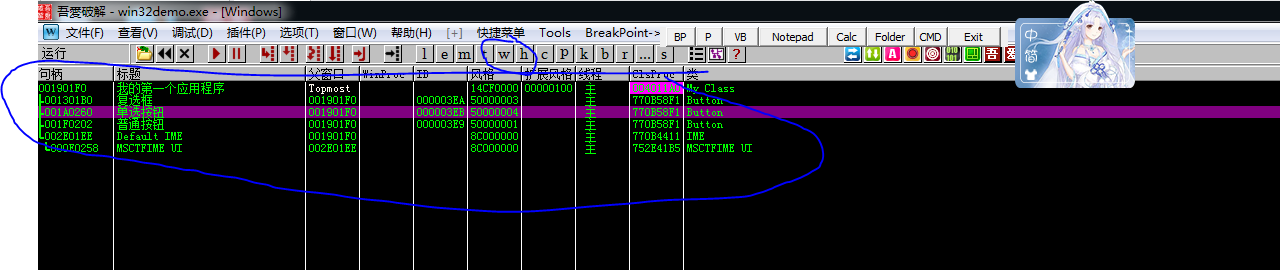 吾愛破解 - win32demo.exe - [Windows]
文件(F) 查看(V) 调试(D) 插件(P) 选项(T) 窗口(W) 帮助(H) [+] 快捷菜单 Tools BreakPoint-> BP P VB Notepad Calc Folder CMD Exit
运行 l e m t w h c p k b r ... s
句柄 标题 父窗口 WinProc ID 风格 扩展风格 线程 ClsProc 类
001901F0 我的第一个应用程序 Topmost 14CF0000 00000100 主 004011A0 My Class
001301B0 复选框 001901F0 000003EA 50000003 主 770B58F1 Button
001A0260 单选按钮 001901F0 000003EB 50000004 主 770B58F1 Button
001F0202 普通按钮 001901F0 000003E9 50000001 主 770B58F1 Button
002E01EE Default IME 001901F0 8C000000 主 770B4411 IME
MSCTFIME UI 002E01EE 8C000000 主 752E41B5 MSCTFIME UI
中
简